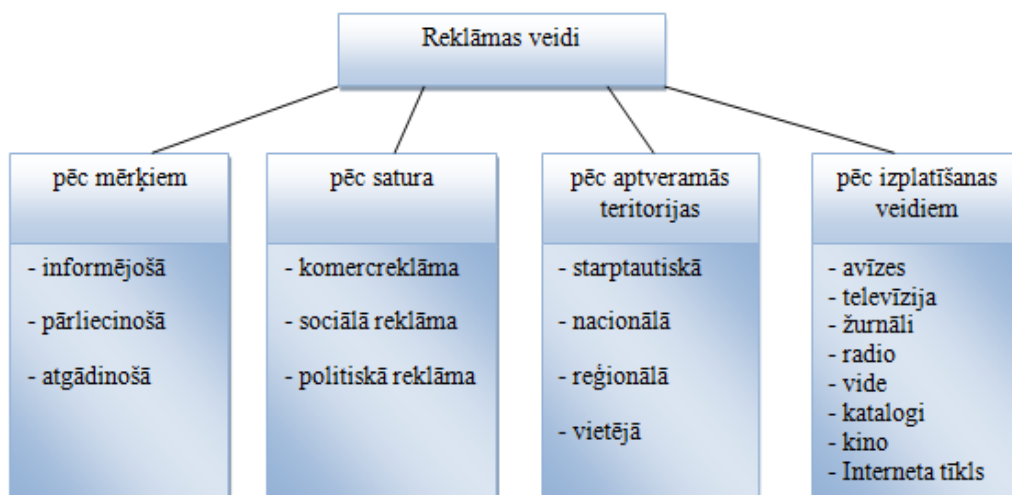 Reklāmas veidi
pēc mērķiem
- informējošā
- pārliecinošā
- atgādinošā
pēc satura
- komercreklāma
- sociālā reklāma
- politiskā reklāma
pēc aptveramās
teritorijas
- starptautiskā
- nacionālā
- reģionālā
- vietējā
pēc izplatīšanas
veidiem
- avīzes
- televīzija
- žurnāli
- radio
- vide
- katalogi
- kino
- Interneta tīkls